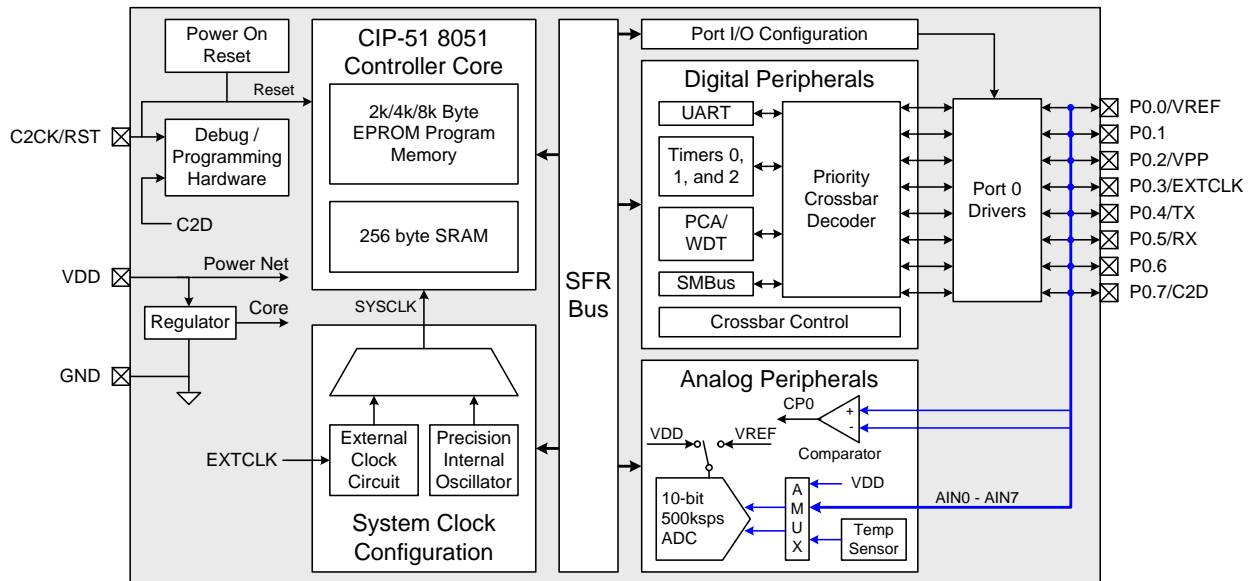 Power On
Reset
Reset
C2CK/RST
Debug /
Programming
Hardware
C2D
VDD
Power Net
Regulator
Core
GND
CIP-51 8051
Controller Core
2k/4k/8k Byte
EPROM Program
Memory
256 byte SRAM
SYSCLK
EXTCLK
External
Clock
Circuit
Precision
Internal
Oscillator
System Clock
Configuration
SFR
Bus
Port I/O Configuration
Digital Peripherals
UART
Timers 0,
1, and 2
PCA/
WDT
SMBus
Priority
Crossbar
Decoder
Crossbar Control
Port 0
Drivers
P0.0/VREF
P0.1
P0.2/VPP
P0.3/EXTCLK
P0.4/TX
P0.5/RX
P0.6
P0.7/C2D
Analog Peripherals
CP0
+
-
Comparator
VDD
VREF
10-bit
500ksps
ADC
A
M
U
X
VDD
AIN0 - AIN7
Temp
Sensor